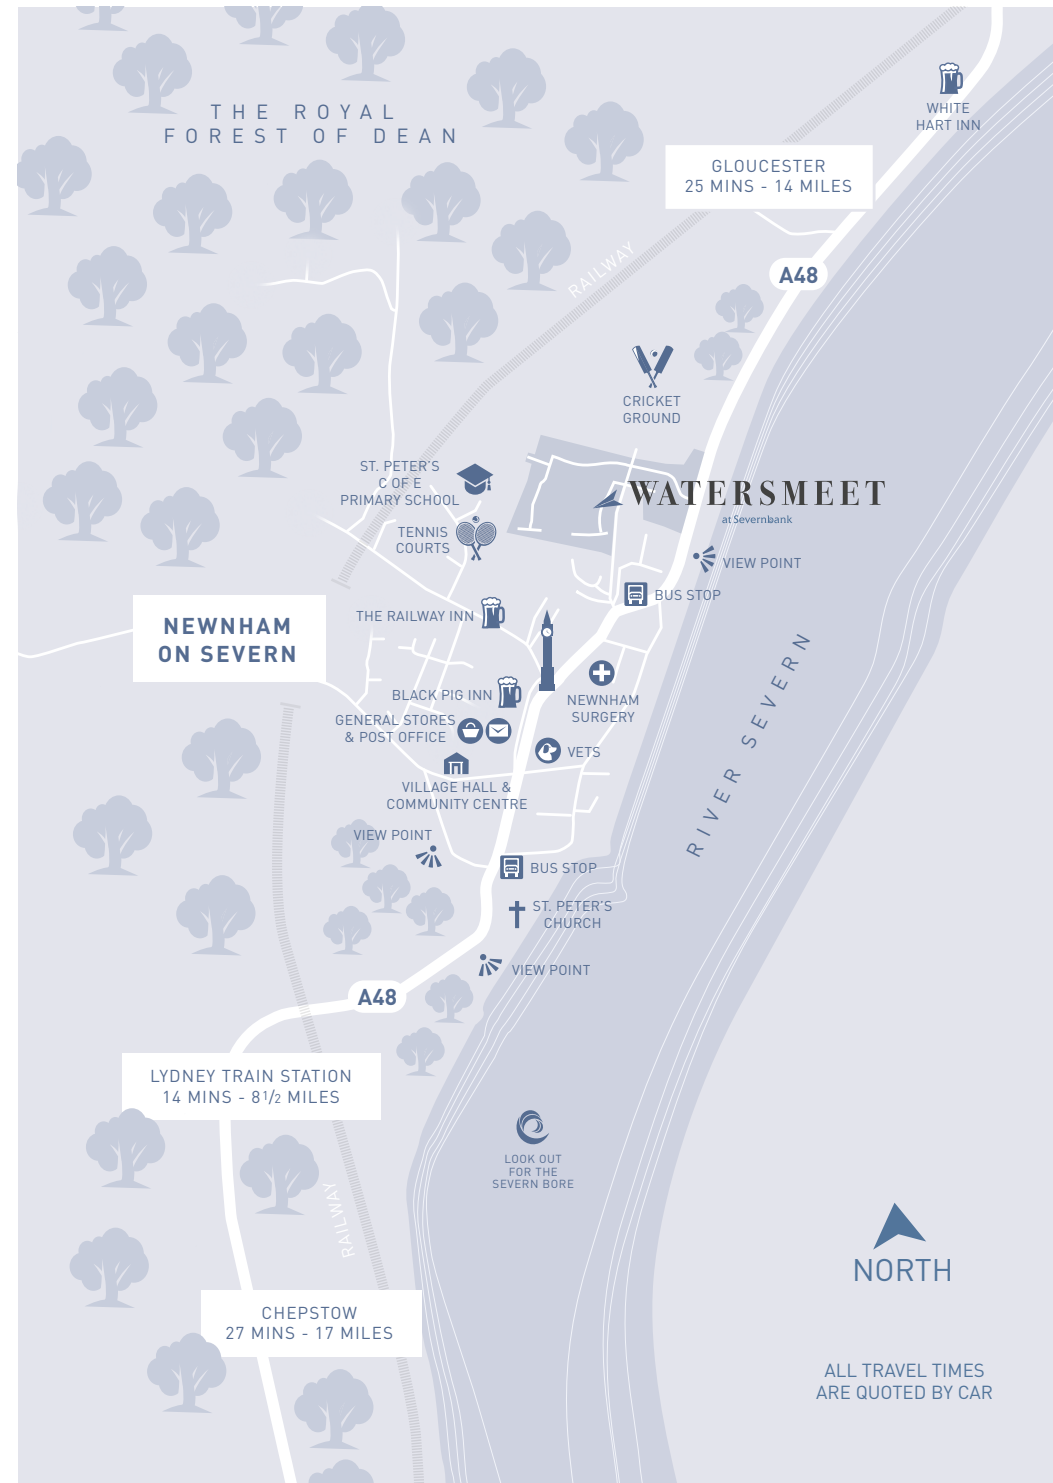 THE ROYAL
FOREST OF DEAN
WHITE
HART INN
GLOUCESTER
25 MINS - 14 MILES
RAILWAY
A48
CRICKET
GROUND
ST. PETER'S
C OF E
PRIMARY SCHOOL
WATERSMEET
at Severnbank
TENNIS
COURTS
VIEW POINT
BUS STOP
THE RAILWAY INN
NEWNHAM
ON SEVERN
RIVER SEVERN
BLACK PIG INN
NEWNHAM
SURGERY
GENERAL STORES
& POST OFFICE
VETS
VILLAGE HALL &
COMMUNITY CENTRE
VIEW POINT
BUS STOP
ST. PETER'S
CHURCH
VIEW POINT
A48
LYDNEY TRAIN STATION
14 MINS - 8 1/2 MILES
LOOK OUT
FOR THE
SEVERN BORE
RAILWAY
NORTH
CHEPSTOW
27 MINS - 17 MILES
ALL TRAVEL TIMES
ARE QUOTED BY CAR